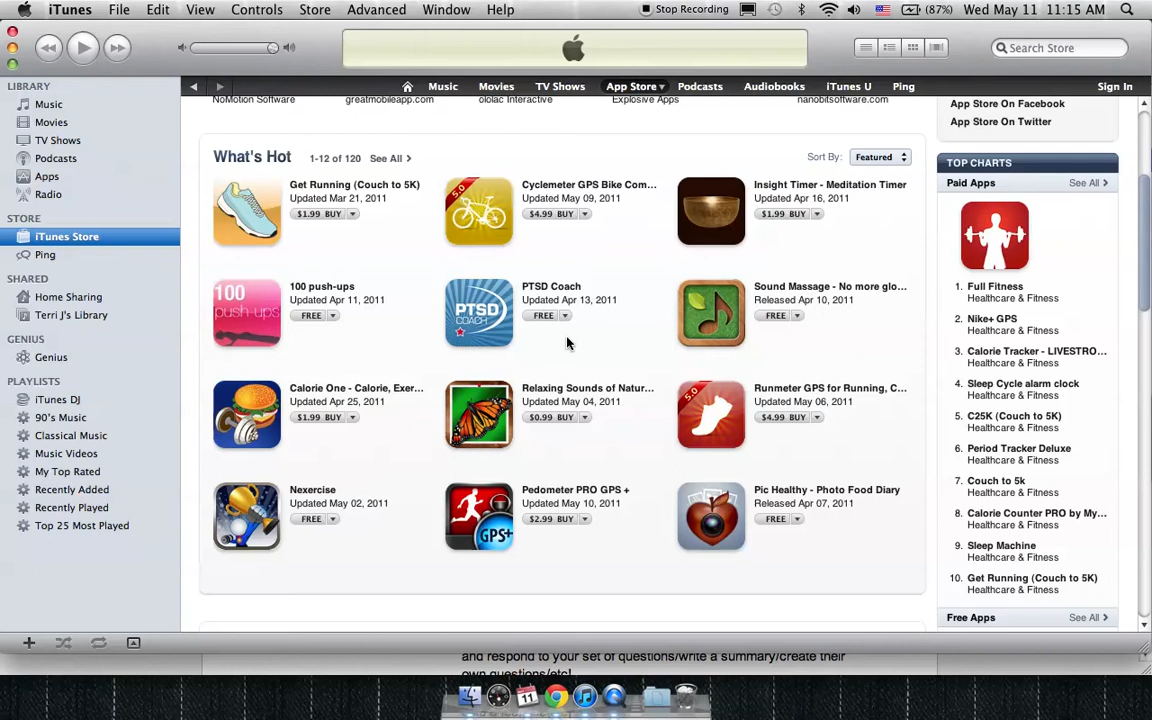 iTunes File Edit View Controls Store Advanced Window Help Stop Recording (87%) Wed May 11 11:15 AM
Search Store
Music Movies TV Shows App Store Podcasts Audiobooks iTunes U Ping Sign In
LIBRARY
Music
Movies
TV Shows
Podcasts
Apps
Radio
STORE
iTunes Store
Ping
SHARED
Home Sharing
Terri J's Library
GENIUS
Genius
PLAYLISTS
iTunes DJ
90's Music
Classical Music
Music Videos
My Top Rated
Recently Added
Recently Played
Top 25 Most Played
NoMotion Software greatmobileapp.com ololac Interactive Explosive Apps nanobitsoftware.com
What's Hot 1-12 of 120 See All Sort By: Featured
Get Running (Couch to 5K)
Updated Mar 21, 2011
$1.99 BUY
5.0
Cyclemeter GPS Bike Com...
Updated May 09, 2011
$4.99 BUY
Insight Timer - Meditation Timer
Updated Apr 16, 2011
$1.99 BUY
100
push-ups
100 push-ups
Updated Apr 11, 2011
FREE
PTSD
COACH
PTSD Coach
Updated Apr 13, 2011
FREE
Sound Massage - No more glo...
Released Apr 10, 2011
FREE
Calorie One - Calorie, Exer...
Updated Apr 25, 2011
$1.99 BUY
Relaxing Sounds of Natur...
Updated May 04, 2011
$0.99 BUY
5.0
Runmeter GPS for Running, C...
Updated May 06, 2011
$4.99 BUY
Nexercise
Updated May 02, 2011
FREE
GPS+
Pedometer PRO GPS +
Updated May 10, 2011
$2.99 BUY
Pic Healthy - Photo Food Diary
Released Apr 07, 2011
FREE
App Store On Facebook
App Store On Twitter
TOP CHARTS
Paid Apps See All
1. Full Fitness
Healthcare & Fitness
2. Nike+ GPS
Healthcare & Fitness
3. Calorie Tracker - LIVESTRO...
Healthcare & Fitness
4. Sleep Cycle alarm clock
Healthcare & Fitness
5. C25K (Couch to 5K)
Healthcare & Fitness
6. Period Tracker Deluxe
Healthcare & Fitness
7. Couch to 5k
Healthcare & Fitness
8. Calorie Counter PRO by My...
Healthcare & Fitness
9. Sleep Machine
Healthcare & Fitness
10. Get Running (Couch to 5K)
Healthcare & Fitness
Free Apps See All
and respond to your set of questions/write a summary/create their
own questions/etc!
11